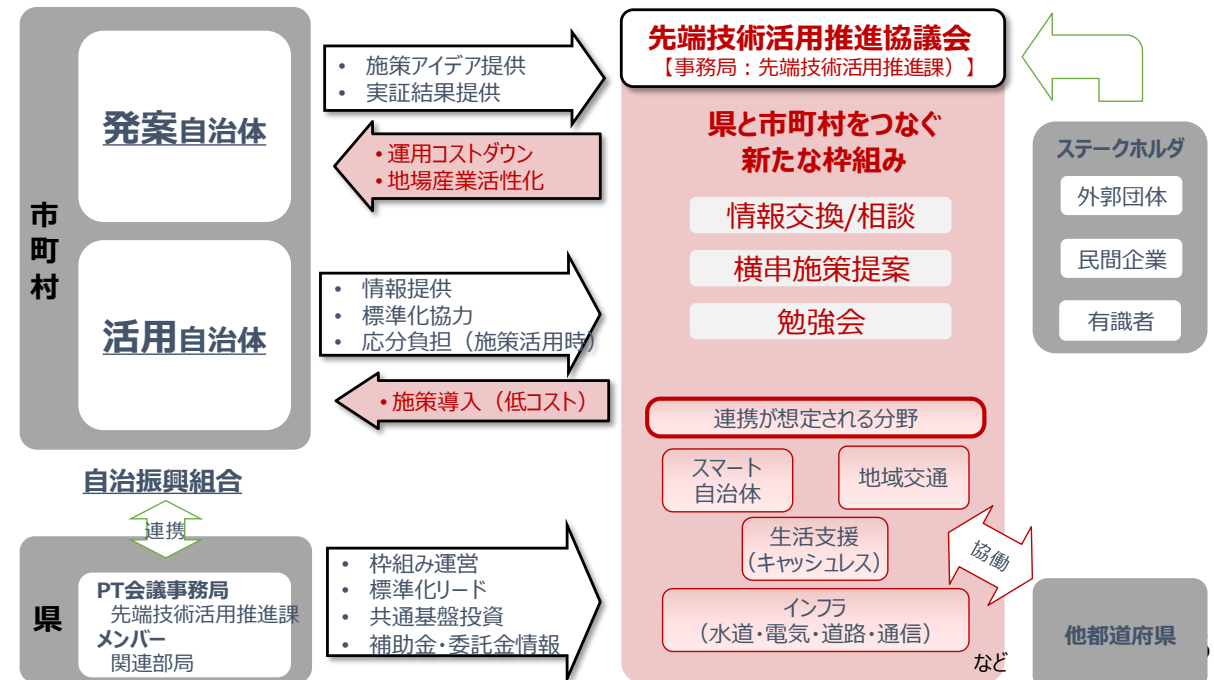 市町村
発案自治体
活用自治体
• 施策アイデア提供
• 実証結果提供
•運用コストダウン
•地場産業活性化
• 情報提供
• 標準化協力
• 応分負担（施策活用時）
•施策導入（低コスト）
自治振興組合
連携
県
PT会議事務局
先端技術活用推進課
メンバー
関連部局
• 枠組み運営
• 標準化リード
• 共通基盤投資
• 補助金・委託金情報
先端技術活用推進協議会
【事務局：先端技術活用推進課）】
県と市町村をつなぐ
新たな枠組み
情報交換/相談
横串施策提案
勉強会
連携が想定される分野
スマート
自治体
地域交通
生活支援
（キャッシュレス）
インフラ
（水道・電気・道路・通信）
など
ステークホルダ
外郭団体
民間企業
有識者
協働
他都道府県